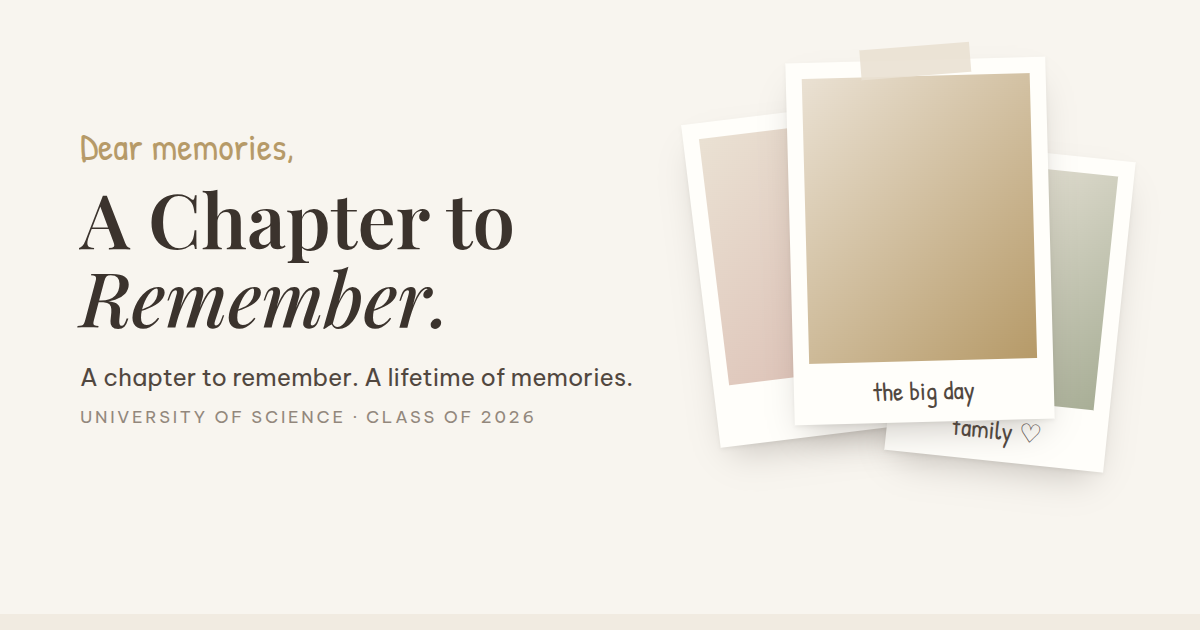 Dear memories,
A Chapter to
Remember.
A chapter to remember. A lifetime of memories.
UNIVERSITY OF SCIENCE · CLASS OF 2026
the big day
family ♡